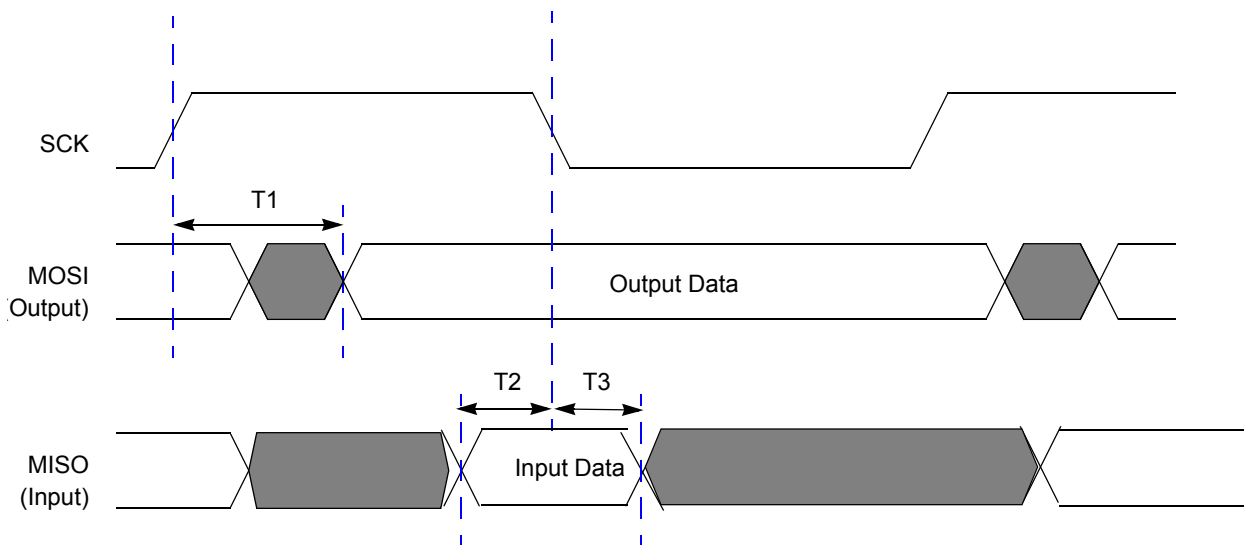 SCK
T1
MOSI
(Output)
Output Data
T2
T3
MISO
(Input)
Input Data